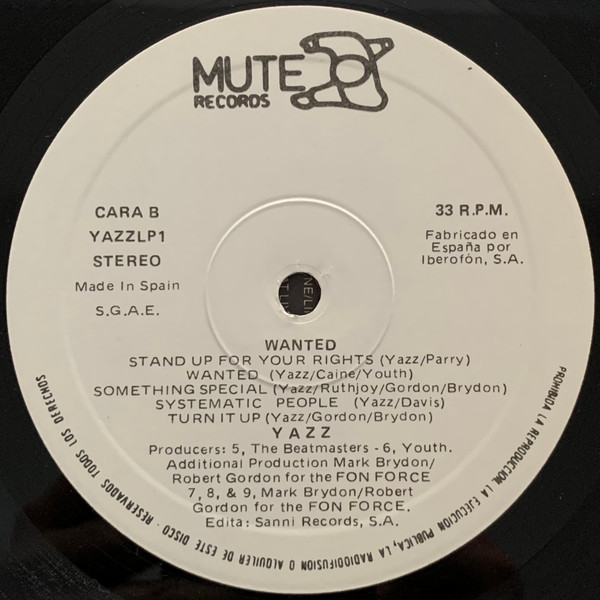 MUTE
RECORDS
CARA B
YAZZLP1
STEREO
Made In Spain
S.G.A.E.
33 R.P.M.
Fabricado en
España por
Iberofón, S.A.
WANTED
STAND UP FOR YOUR RIGHTS (Yazz/Parry)
WANTED (Yazz/Caine/Youth)
SOMETHING SPECIAL (Yazz/Ruthjoy/Gordon/Brydon)
SYSTEMATIC PEOPLE (Yazz/Davis)
TURN IT UP (Yazz/Gordon/Brydon)
YAZZ
Producers: 5, The Beatmasters - 6, Youth.
Additional Production Mark Brydon/
Robert Gordon for the FON FORCE
7, 8, & 9, Mark Brydon/Robert
Gordon for the FON FORCE.
Edita: Sanni Records, S.A.
PROHIBIDA LA REPRODUCCION, LA EJECUCION PUBLICA, LA RADIODIFUSION O ALQUILER DE ESTE DISCO - RESERVADOS TODOS LOS DERECHOS